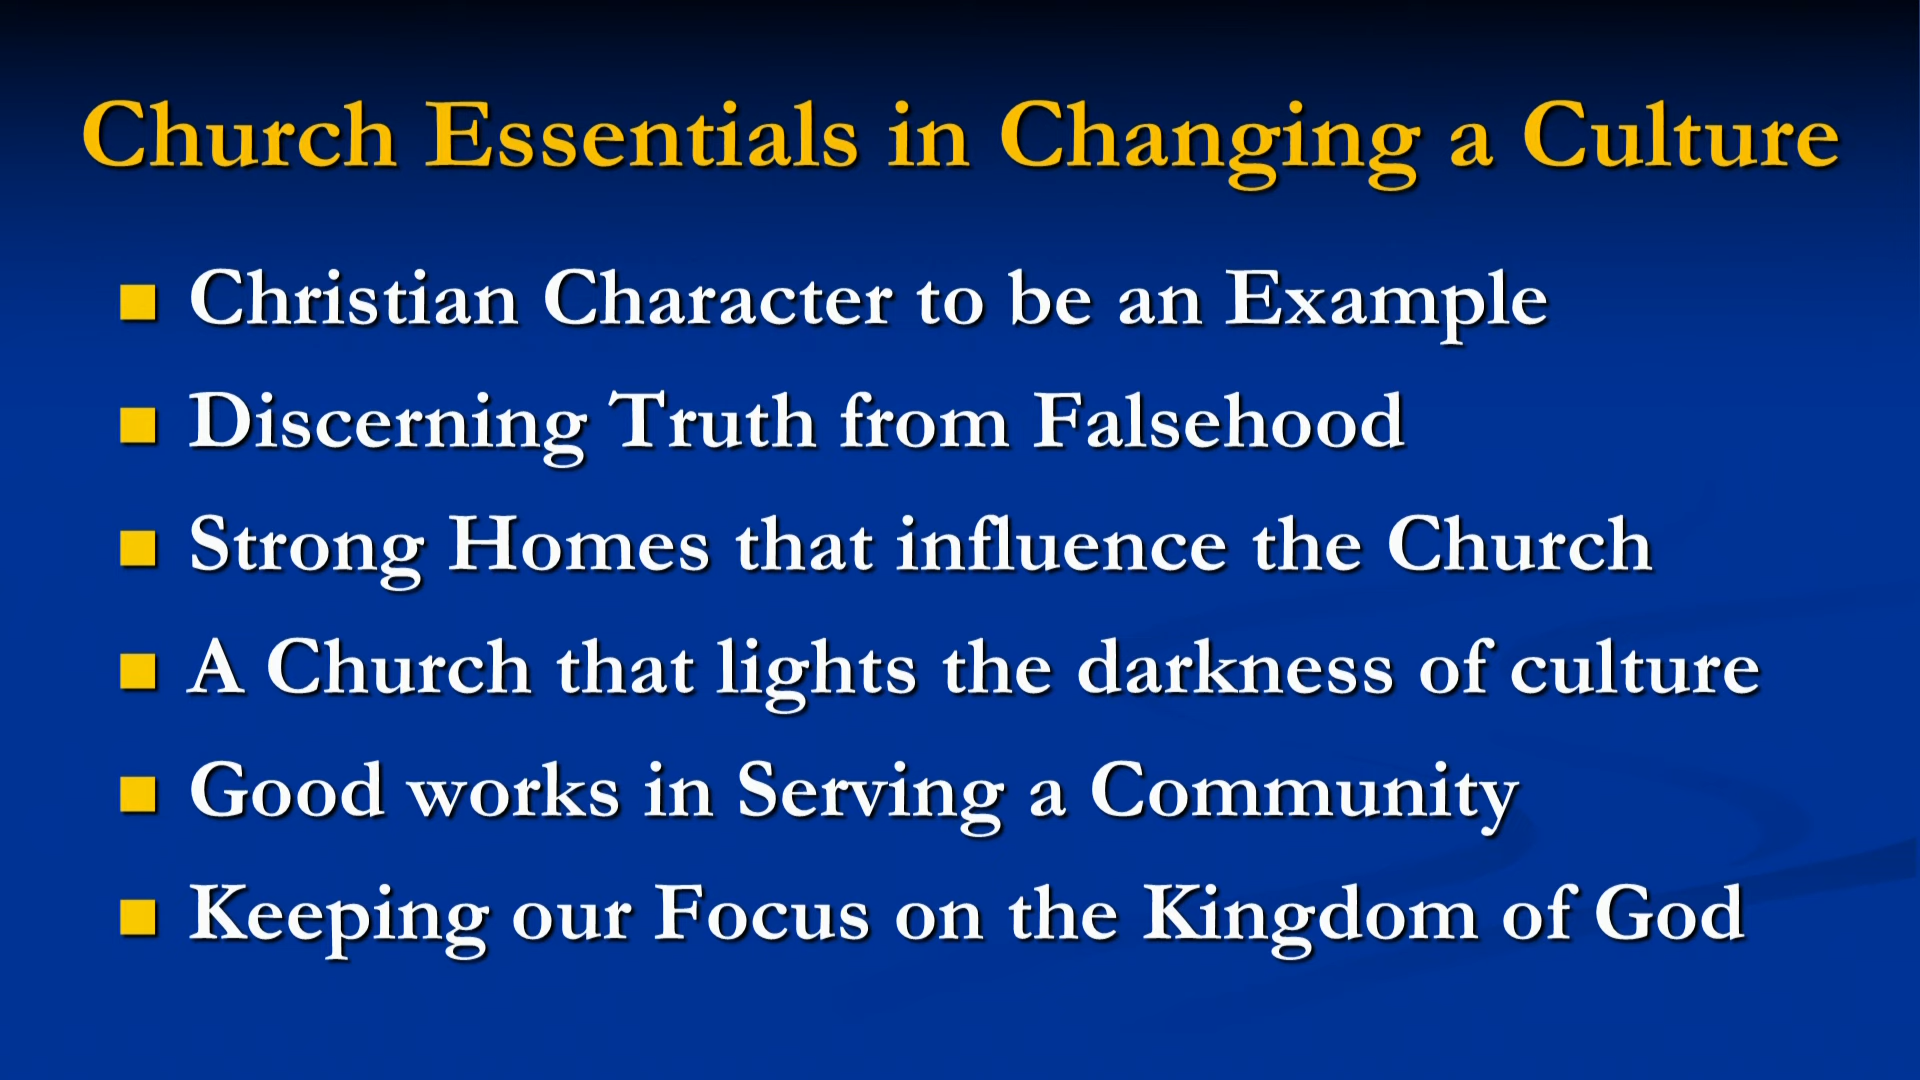 Church Essentials in Changing a Culture
Christian Character to be an Example
Discerning Truth from Falsehood
Strong Homes that influence the Church
A Church that lights the darkness of culture
Good works in Serving a Community
Keeping our Focus on the Kingdom of God